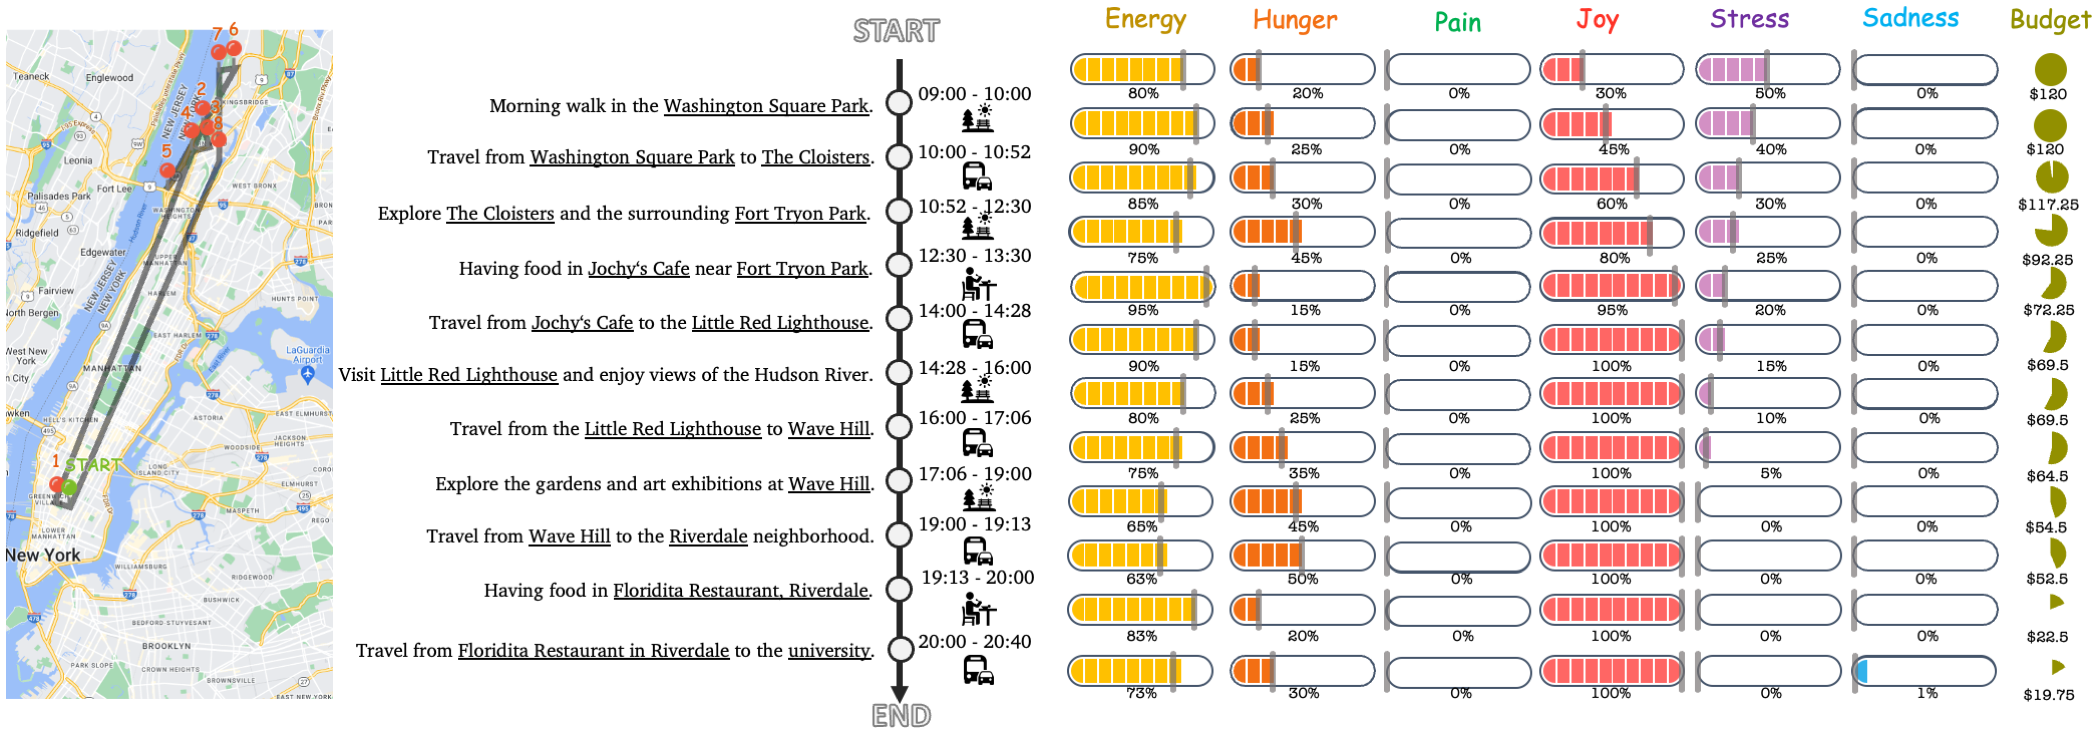 START
Energy Hunger Pain Joy Stress Sadness Budget
80% 20% 0% 30% 50% 0% $120
Morning walk in the Washington Square Park. 09:00 - 10:00
90% 25% 0% 45% 40% 0% $120
Travel from Washington Square Park to The Cloisters. 10:00 - 10:52
85% 30% 0% 60% 30% 0% $117.25
Explore The Cloisters and the surrounding Fort Tryon Park. 10:52 - 12:30
75% 45% 0% 80% 25% 0% $92.25
Having food in Jochy‘s Cafe near Fort Tryon Park. 12:30 - 13:30
95% 15% 0% 95% 20% 0% $72.25
Travel from Jochy‘s Cafe to the Little Red Lighthouse. 14:00 - 14:28
90% 15% 0% 100% 15% 0% $69.5
Visit Little Red Lighthouse and enjoy views of the Hudson River. 14:28 - 16:00
80% 25% 0% 100% 10% 0% $69.5
Travel from the Little Red Lighthouse to Wave Hill. 16:00 - 17:06
75% 35% 0% 100% 5% 0% $64.5
Explore the gardens and art exhibitions at Wave Hill. 17:06 - 19:00
65% 45% 0% 100% 0% 0% $54.5
Travel from Wave Hill to the Riverdale neighborhood. 19:00 - 19:13
63% 50% 0% 100% 0% 0% $52.5
Having food in Floridita Restaurant, Riverdale. 19:13 - 20:00
83% 20% 0% 100% 0% 0% $22.5
Travel from Floridita Restaurant in Riverdale to the university. 20:00 - 20:40
73% 30% 0% 100% 0% 1% $19.75
END
7 6
Teaneck
Englewood
2
KINGSBRIDGE
4 3
8
Leonia
5
Fort Lee
WEST BRONX
Palisades Park
WASHINGTON
HEIGHTS
Ridgefield
Edgewater
UPPER
MANHATTAN
Hudson River
NEW JERSEY
NEW YORK
Fairview
HARLEM
HUNTS POINT
North Bergen
EAST HARLEM
West New
York
LaGuardia
Airport
MANHATTAN
HELL'S KITCHEN
ASTORIA
EAST ELMHURST
JACKSON
HEIGHTS
WOODSIDE
1 START
LONG
ISLAND CITY
ELMHURST
GREENWICH
VILLAGE
MASPETH
REGO
LOWER
MANHATTAN
New York
WILLIAMSBURG
RIDGEWOOD
BUSHWICK
BEDFORD STUYVESANT
BROOKLYN
PARK SLOPE
CROWN HEIGHTS
BROWNSVILLE
EAST NEW YORK